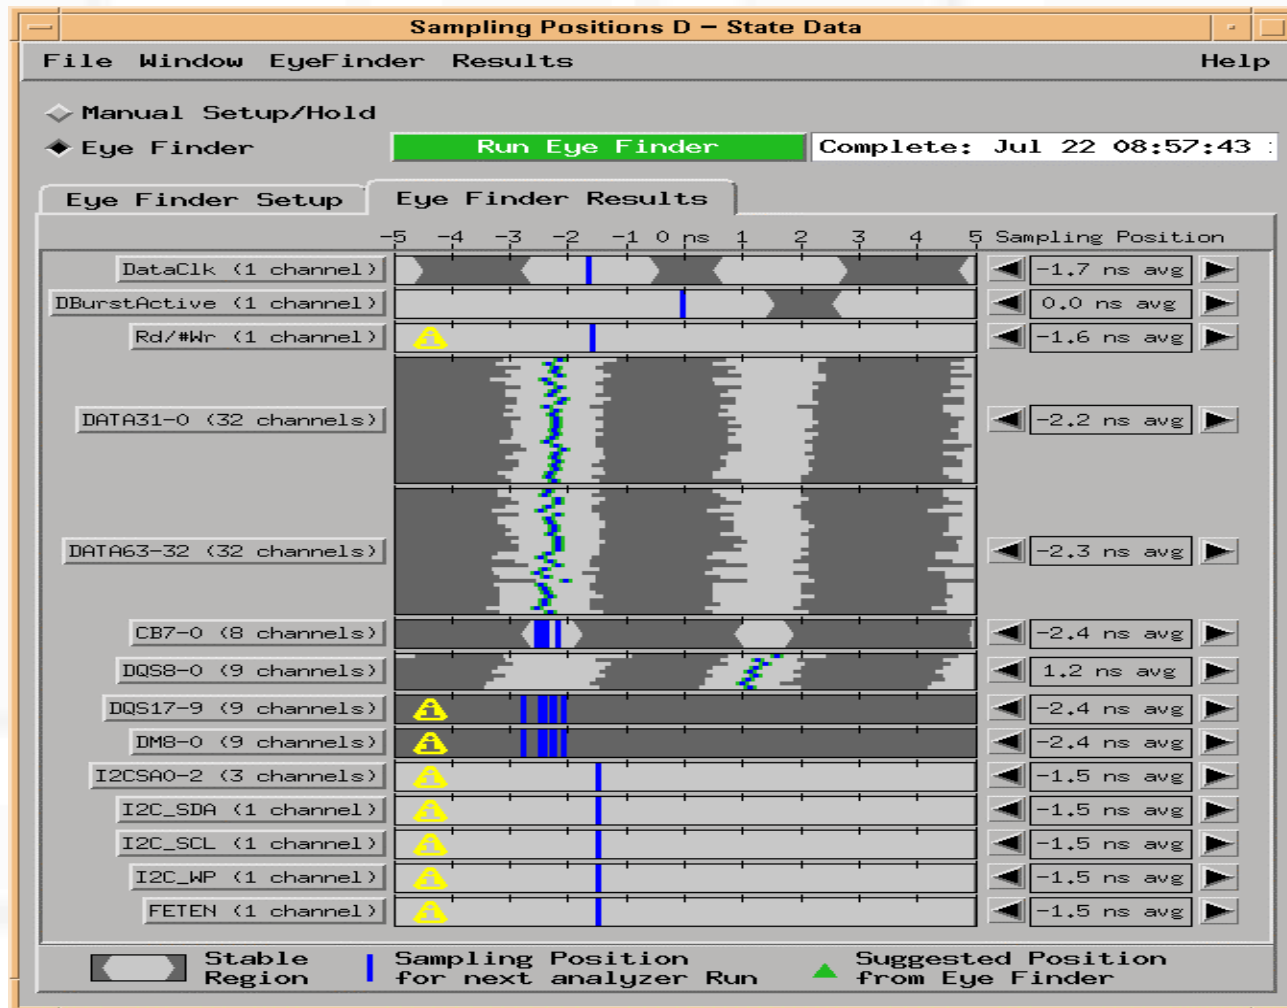 Sampling Positions D - State Data
File Window EyeFinder Results Help
Manual Setup/Hold
Eye Finder Run Eye Finder Complete: Jul 22 08:57:43
Eye Finder Setup Eye Finder Results
-5 -4 -3 -2 -1 0 ns 1 2 3 4 5 Sampling Position
DataClk (1 channel) -1.7 ns avg
DBurstActive (1 channel) 0.0 ns avg
Rd/#Wr (1 channel) -1.6 ns avg
DATA31-0 (32 channels) -2.2 ns avg
DATA63-32 (32 channels) -2.3 ns avg
CB7-0 (8 channels) -2.4 ns avg
DQS8-0 (9 channels) 1.2 ns avg
DQS17-9 (9 channels) -2.4 ns avg
DM8-0 (9 channels) -2.4 ns avg
I2CSA0-2 (3 channels) -1.5 ns avg
I2C_SDA (1 channel) -1.5 ns avg
I2C_SCL (1 channel) -1.5 ns avg
I2C_WP (1 channel) -1.5 ns avg
FETEN (1 channel) -1.5 ns avg
Stable Sampling Position Suggested Position
Region for next analyzer Run from Eye Finder